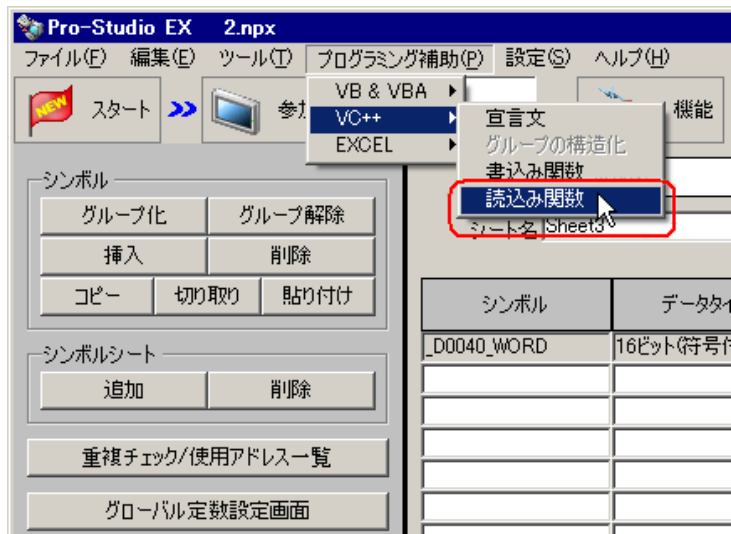 Pro-Studio EX 2.npx
ファイル(F) 編集(E) ツール(T) プログラミング補助(P) 設定(S) ヘルプ(H)
NEW スタート
機能
VB & VBA
VC++
EXCEL
宣言文
グループの構造化
書込み関数
読込み関数
シート名 Sheet3
シンボル
グループ化 グループ解除
挿入 削除
コピー 切り取り 貼り付け
シンボルシート
追加 削除
重複チェック/使用アドレス一覧
グローバル定数設定画面
シンボル データタイ
_D0040_WORD 16ビット(符号付